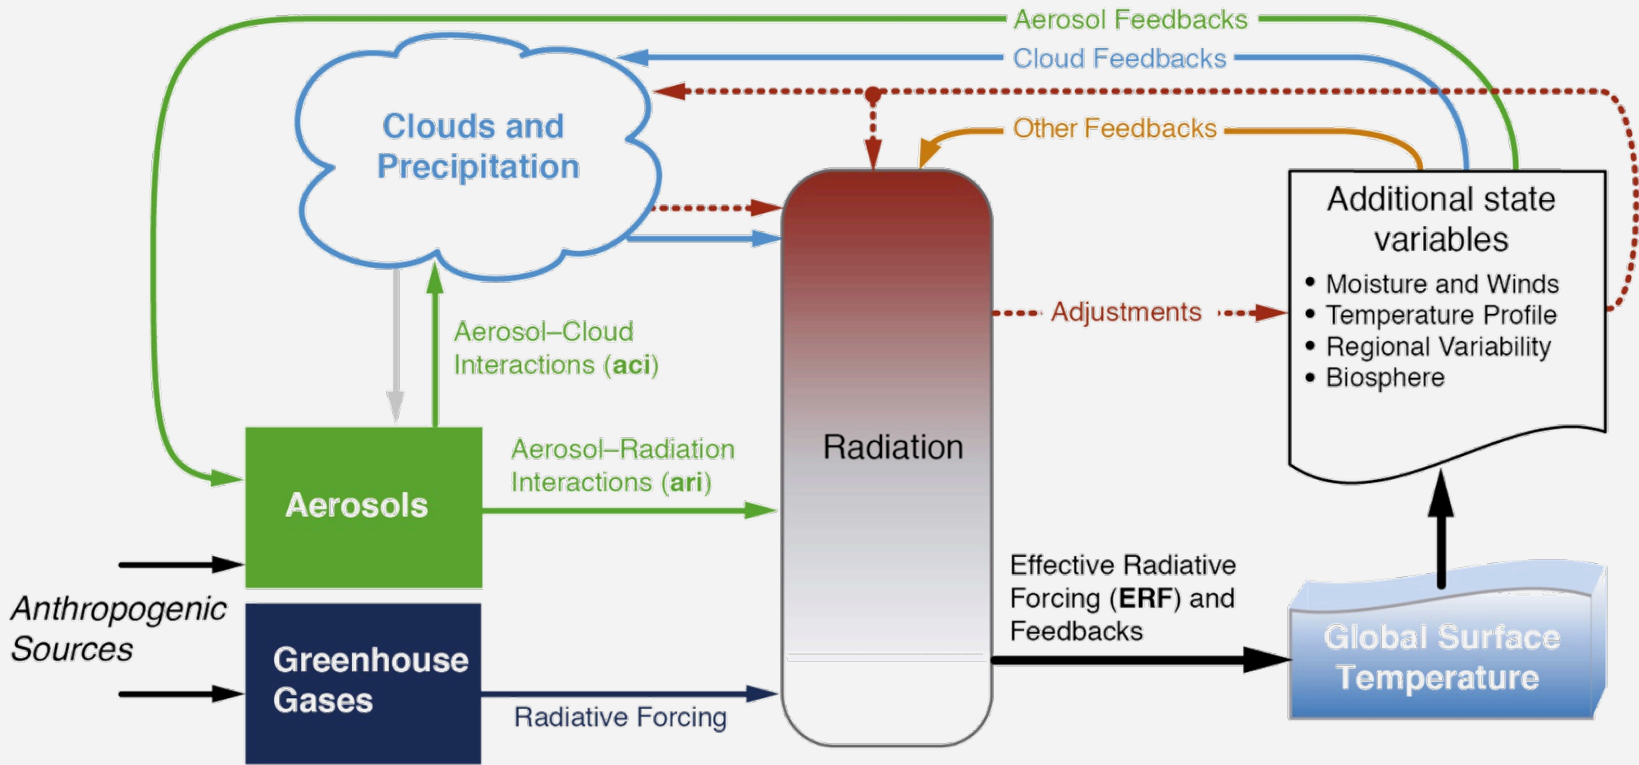 Aerosol Feedbacks
Cloud Feedbacks
Other Feedbacks
Clouds and
Precipitation
Additional state
variables
• Moisture and Winds
• Temperature Profile
• Regional Variability
• Biosphere
Adjustments
Aerosol–Cloud
Interactions (aci)
Aerosol–Radiation
Interactions (ari)
Radiation
Aerosols
Anthropogenic
Sources
Greenhouse
Gases
Radiative Forcing
Effective Radiative
Forcing (ERF) and
Feedbacks
Global Surface
Temperature